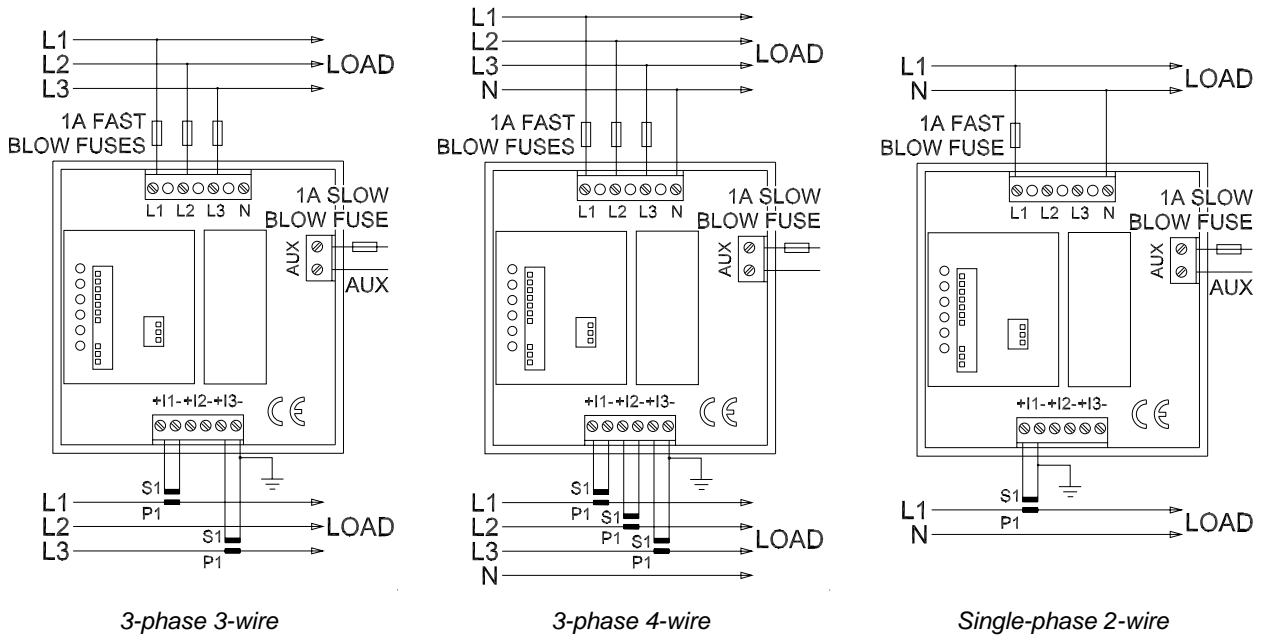 L1
L2
L3
LOAD
1A FAST
BLOW FUSES
L1 L2 L3 N
1A SLOW
BLOW FUSE
AUX
AUX
+I1-+I2-+I3-
CE
S1
L1
P1
L2
S1
LOAD
L3
P1
3-phase 3-wire
L1
L2
L3
N
LOAD
1A FAST
BLOW FUSES
L1 L2 L3 N
1A SLOW
BLOW FUSE
AUX
AUX
+I1-+I2-+I3-
CE
S1
L1
P1
S1
L2
P1
S1
LOAD
L3
P1
N
3-phase 4-wire
L1
N
LOAD
1A FAST
BLOW FUSE
L1 L2 L3 N
1A SLOW
BLOW FUSE
AUX
AUX
+I1-+I2-+I3-
CE
S1
L1
P1
N
LOAD
Single-phase 2-wire